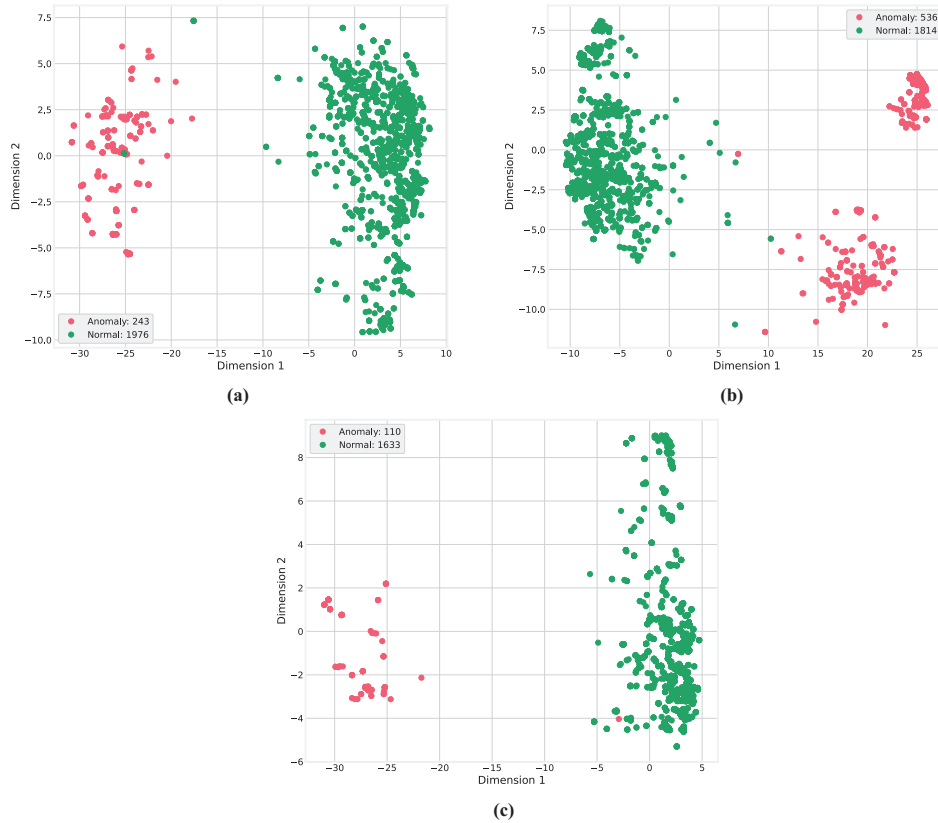 7.5
5.0
2.5
0.0
−2.5
−5.0
−7.5
−10.0
Dimension 2
Anomaly: 243
Normal: 1976
−30 −25 −20 −15 −10 −5 0 5 10
Dimension 1
(a)
Anomaly: 536
Normal: 1814
7.5
5.0
2.5
0.0
−2.5
−5.0
−7.5
−10.0
Dimension 2
−10 −5 0 5 10 15 20 25
Dimension 1
(b)
Anomaly: 110
Normal: 1633
8
6
4
2
0
−2
−4
−6
Dimension 2
−30 −25 −20 −15 −10 −5 0 5
Dimension 1
(c)